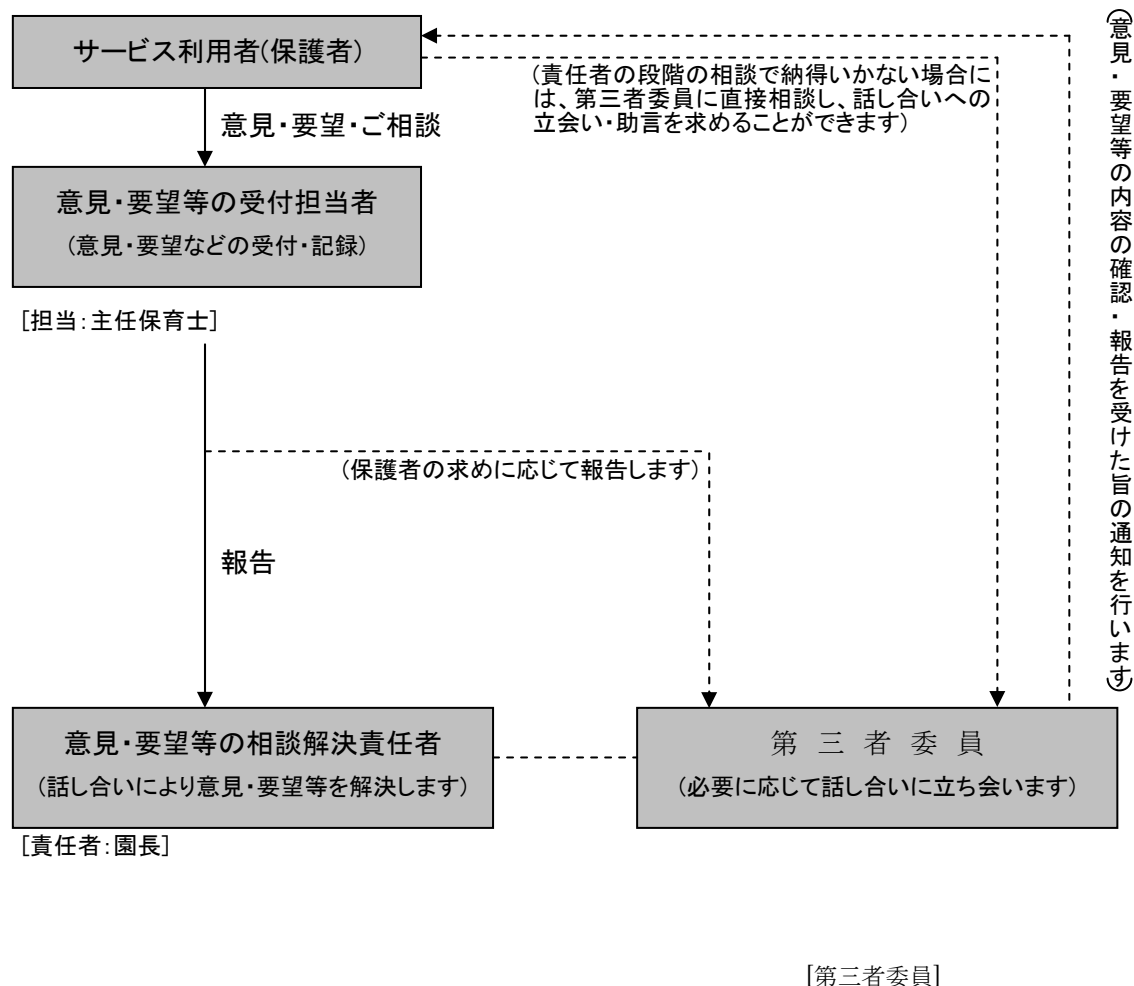 サービス利用者(保護者)
(責任者の段階の相談で納得いかない場合に
は、第三者委員に直接相談し、話し合いへの
立会い・助言を求めることができます)
意見・要望・ご相談
意見・要望等の受付担当者
(意見・要望などの受付・記録)
[担当:主任保育士]
(意見・要望等の内容の確認・報告を受けた旨の通知を行います)
(保護者の求めに応じて報告します)
報告
意見・要望等の相談解決責任者
(話し合いにより意見・要望等を解決します)
[責任者:園長]
第 三 者 委 員
(必要に応じて話し合いに立ち会います)
[第三者委員]